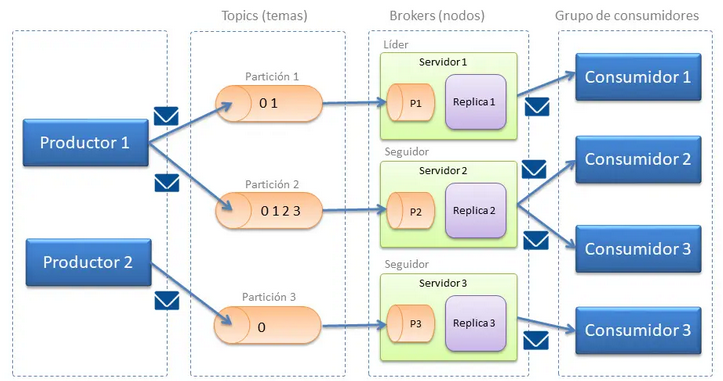 Topics (temas)
Brokers (nodos)
Grupo de consumidores
Productor 1
Productor 2
Partición 1
0 1
Partición 2
0 1 2 3
Partición 3
0
Líder
Servidor 1
P1
Replica 1
Seguidor
Servidor 2
P2
Replica 2
Seguidor
Servidor 3
P3
Replica 3
Consumidor 1
Consumidor 2
Consumidor 3
Consumidor 3